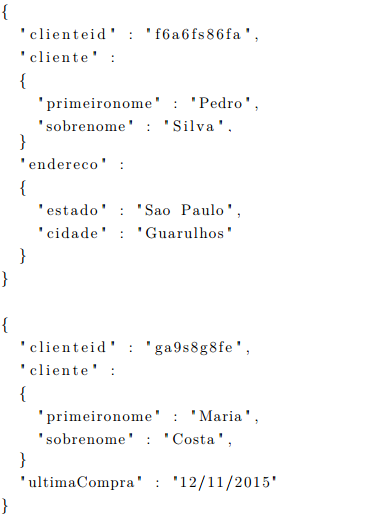 {
"clienteid" : "f6a6fs86fa",
"cliente" :
{
"primeironome" : "Pedro",
"sobrenome" : "Silva",
}
"endereco" :
{
"estado" : "Sao Paulo",
"cidade" : "Guarulhos"
}
}
{
"clienteid" : "ga9s8g8fe",
"cliente" :
{
"primeironome" : "Maria",
"sobrenome" : "Costa",
}
"ultimaCompra" : "12/11/2015"
}